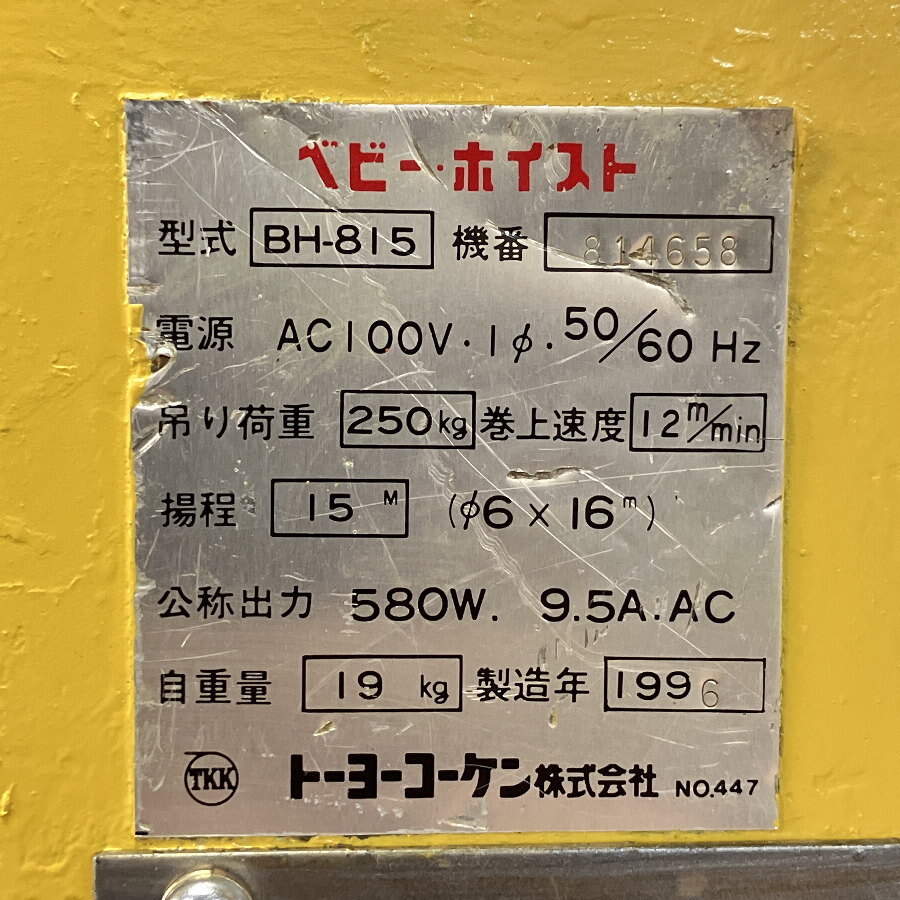 ベビー・ホイスト
型式 BH-815 機番 814658
電源 AC100V・1φ. 50/60 Hz
吊り荷重 250kg 巻上速度 12m/min
揚程 15M (φ6×16m)
公称出力 580W. 9.5A.AC
自重量 19 kg 製造年 1996
TKK トーヨーコーケン株式会社 NO.447